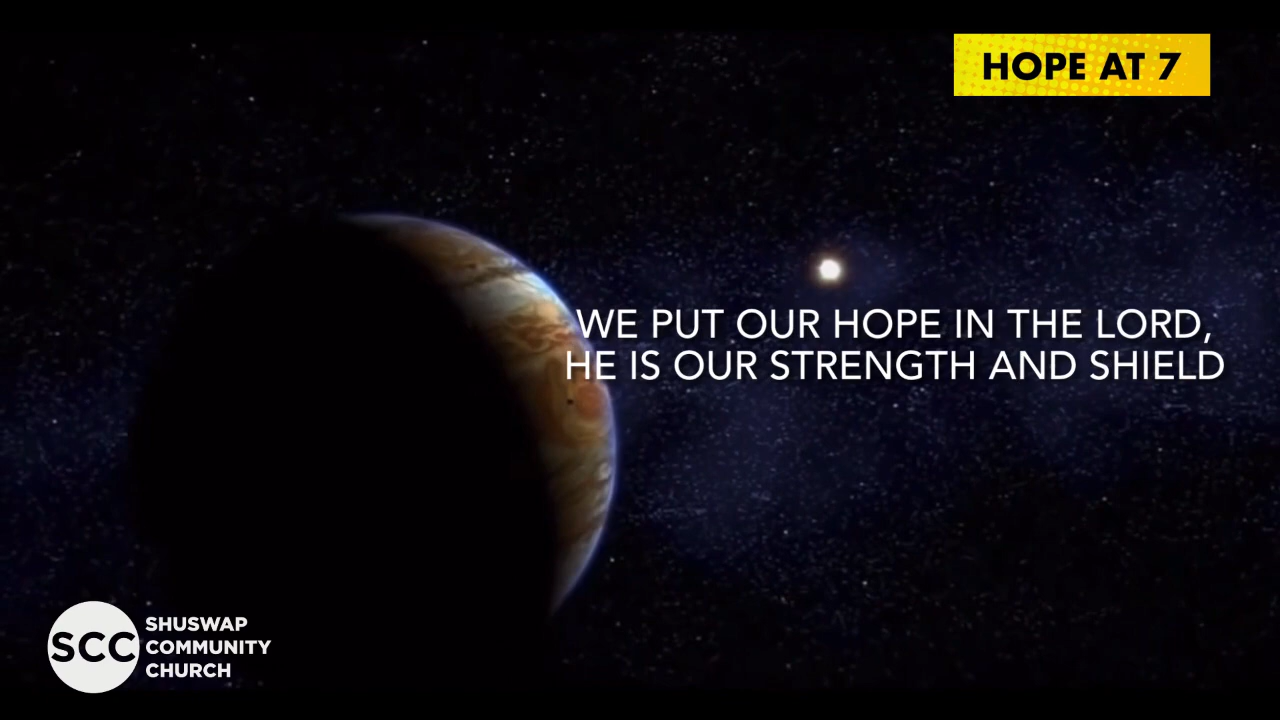 HOPE AT 7
WE PUT OUR HOPE IN THE LORD,
HE IS OUR STRENGTH AND SHIELD
SCC
SHUSWAP
COMMUNITY
CHURCH